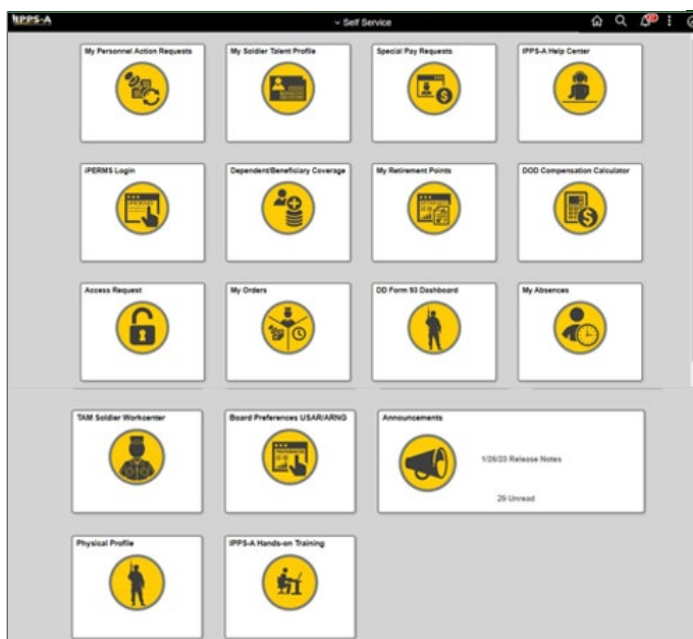 IPPS-A
Self Service
My Personnel Action Requests
My Soldier Talent Profile
Special Pay Requests
IPPS-A Help Center
iPERMS Login
Dependent/Beneficiary Coverage
My Retirement Points
DOD Compensation Calculator
Access Request
My Orders
DD Form 93 Dashboard
My Absences
TAM Soldier Workcenter
Board Preferences USAR/ARNG
Announcements
1/26/23 Release Notes
29 Unread
Physical Profile
IPPS-A Hands-on Training